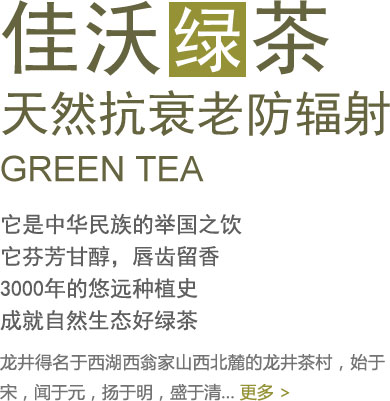 佳沃绿茶
天然抗衰老防辐射
GREEN TEA
它是中华民族的举国之饮
它芬芳甘醇，唇齿留香
3000年的悠远种植史
成就自然生态好绿茶
龙井得名于西湖西翁家山西北麓的龙井茶村，始于
宋，闻于元，扬于明，盛于清... 更多 >